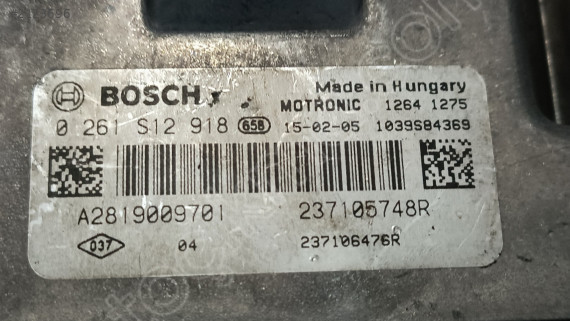 BOSCH
Made in Hungary
MOTRONIC 1264 1275
0 261 S12 918 658 15-02-05 1039S84369
A2819009701 237105748R
037 04 237106476R